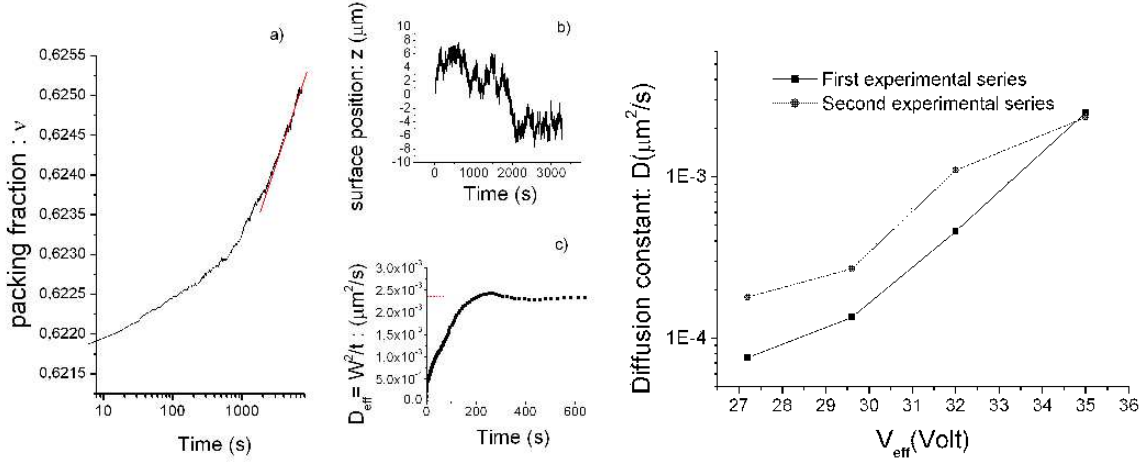 a)
packing fraction : ν
0,6255
0,6250
0,6245
0,6240
0,6235
0,6230
0,6225
0,6220
0,6215
10 100 1000
Time (s)
b)
surface position: z (μm)
10
8
6
4
2
0
-2
-4
-6
-8
-10
0 1000 2000 3000
Time (s)
c)
D_eff = W²/t : (μm²/s)
3.0x10⁻³
2.5x10⁻³
2.0x10⁻³
1.5x10⁻³
1.0x10⁻³
0.0
0 200 400 600
Time (s)
First experimental series
Second experimental series
Diffusion constant: D(μm²/s)
1E-3
1E-4
27 28 29 30 31 32 33 34 35 36
V_eff(Volt)